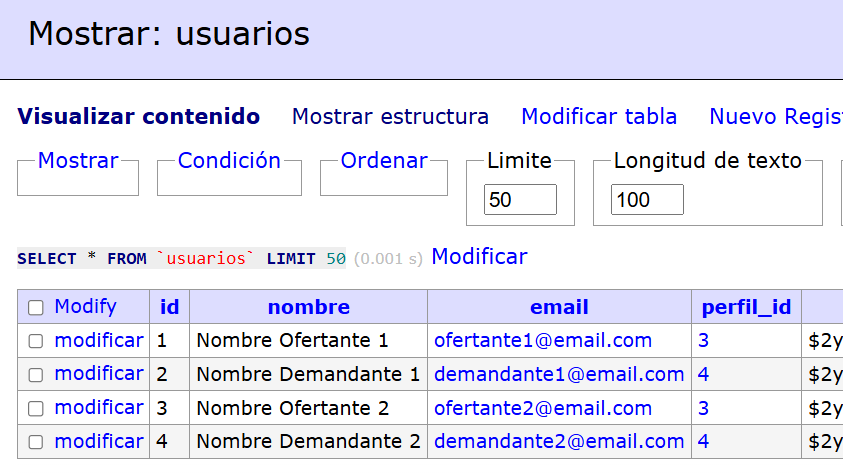 Mostrar: usuarios
Visualizar contenido Mostrar estructura Modificar tabla Nuevo Regis
Mostrar Condición Ordenar Limite Longitud de texto
50 100
SELECT * FROM `usuarios` LIMIT 50 (0.001 s) Modificar
Modify id nombre email perfil_id
modificar 1 Nombre Ofertante 1 ofertante1@email.com 3 $2y
modificar 2 Nombre Demandante 1 demandante1@email.com 4 $2y
modificar 3 Nombre Ofertante 2 ofertante2@email.com 3 $2y
modificar 4 Nombre Demandante 2 demandante2@email.com 4 $2y